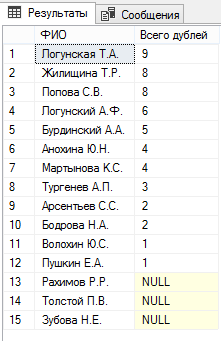 Результаты Сообщения
ФИО Всего дублей
1 Логунская Т.А. 9
2 Жилищина Т.Р. 8
3 Попова С.В. 8
4 Логунский А.Ф. 6
5 Бурдинский А.А. 5
6 Анохина Ю.Н. 4
7 Мартынова К.С. 4
8 Тургенев А.П. 3
9 Арсентьев С.С. 2
10 Бодрова Н.А. 2
11 Волохин Ю.С. 1
12 Пушкин Е.А. 1
13 Рахимов Р.Р. NULL
14 Толстой П.В. NULL
15 Зубова Н.Е. NULL